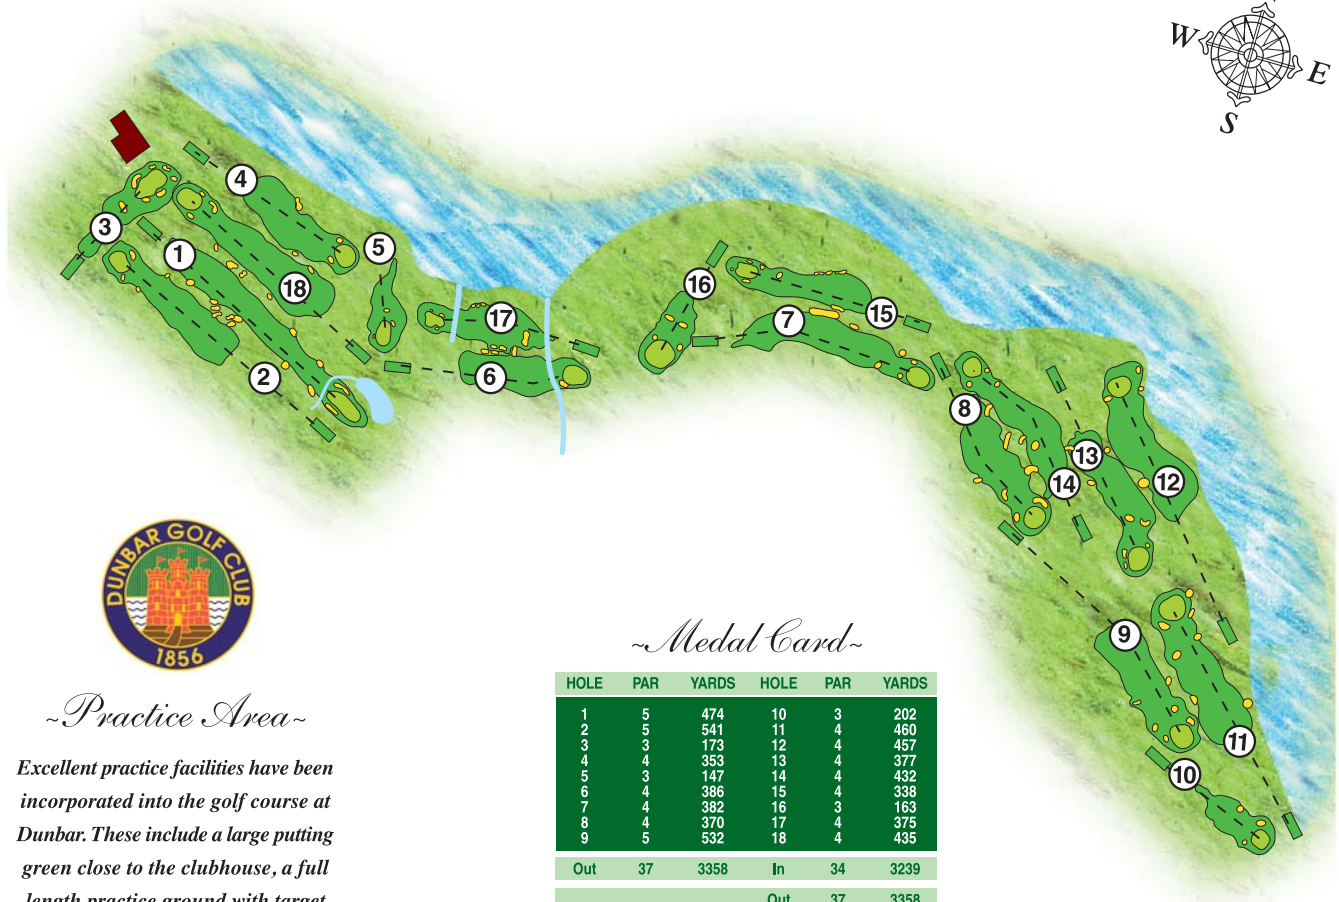 W
E
S
4
3
5
1
16
18
17
15
7
2
6
8
13
14
12
DUNBAR GOLF CLUB
1856
9
11
10
~Practice Area~
Excellent practice facilities have been
incorporated into the golf course at
Dunbar. These include a large putting
green close to the clubhouse, a full
length practice ground with target
~Medal Card~
HOLE PAR YARDS HOLE PAR YARDS
1 5 474 10 3 202
2 5 541 11 4 460
3 3 173 12 4 457
4 4 353 13 4 377
5 3 147 14 4 432
6 4 386 15 4 338
7 4 382 16 3 163
8 4 370 17 4 375
9 5 532 18 4 435
Out 37 3358 In 34 3239
Out 37 3358